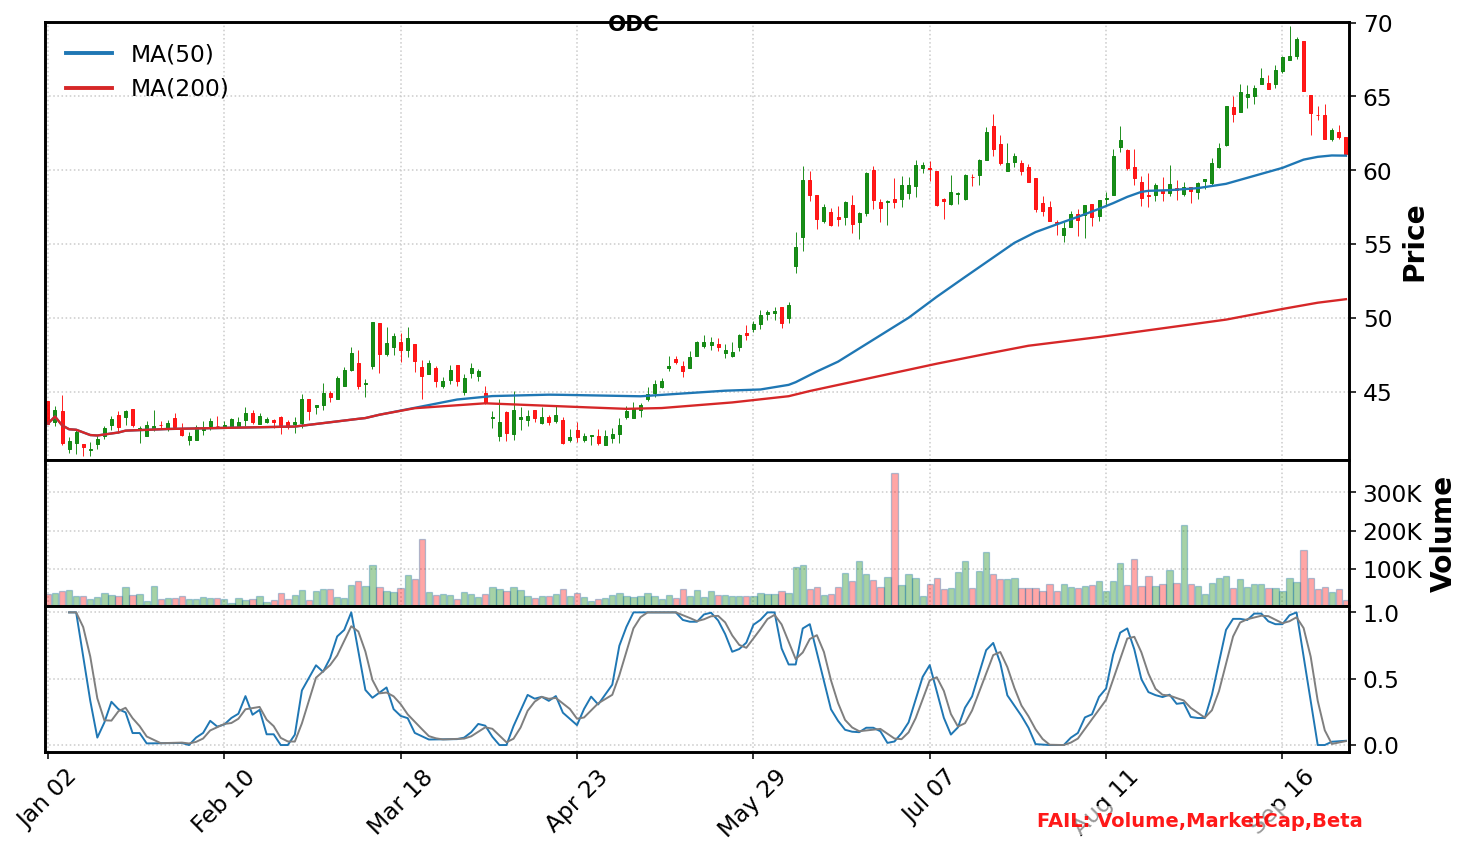 ODC
MA(50)
MA(200)
70
65
60
55
50
45
Price
300K
200K
100K
Volume
1.0
0.5
0.0
Jan 02
Feb 10
Mar 18
Apr 23
May 29
Jul 07
Aug 11
Sep 16
FAIL: Volume,MarketCap,Beta